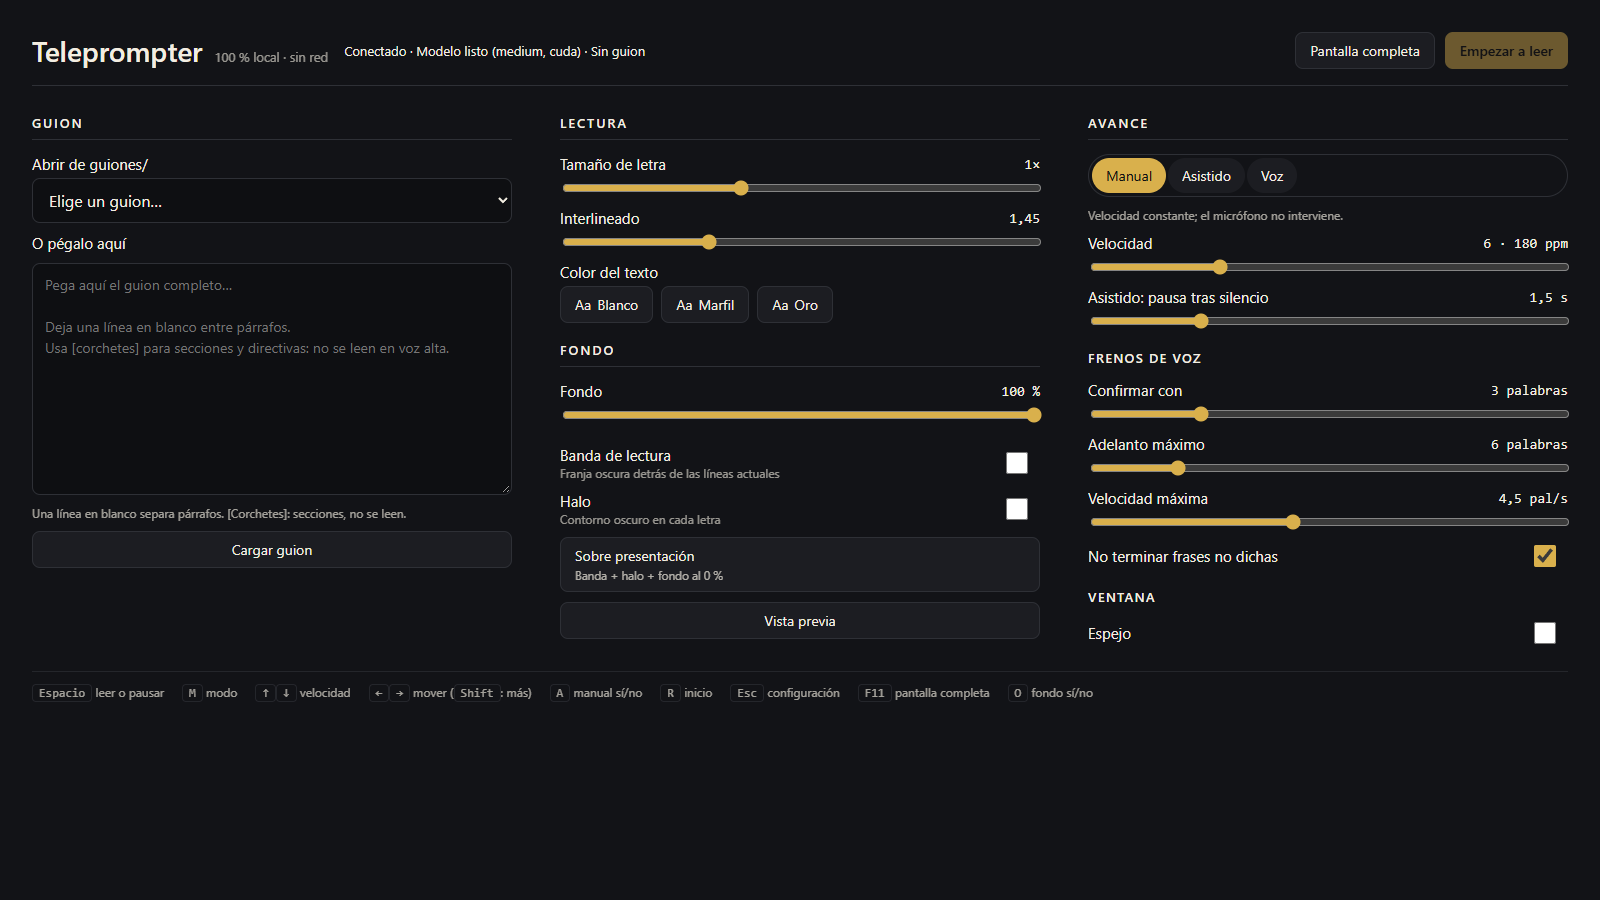 Teleprompter 100 % local · sin red Conectado · Modelo listo (medium, cuda) · Sin guion
Pantalla completa
Empezar a leer
GUION
Abrir de guiones/
Elige un guion...
O pégalo aquí
Pega aquí el guion completo...
Deja una línea en blanco entre párrafos.
Usa [corchetes] para secciones y directivas: no se leen en voz alta.
Una línea en blanco separa párrafos. [Corchetes]: secciones, no se leen.
Cargar guion
LECTURA
Tamaño de letra 1×
Interlineado 1,45
Color del texto
Aa Blanco
Aa Marfil
Aa Oro
FONDO
Fondo 100 %
Banda de lectura
Franja oscura detrás de las líneas actuales
Halo
Contorno oscuro en cada letra
Sobre presentación
Banda + halo + fondo al 0 %
Vista previa
AVANCE
Manual Asistido Voz
Velocidad constante; el micrófono no interviene.
Velocidad 6 · 180 ppm
Asistido: pausa tras silencio 1,5 s
FRENOS DE VOZ
Confirmar con 3 palabras
Adelanto máximo 6 palabras
Velocidad máxima 4,5 pal/s
No terminar frases no dichas
VENTANA
Espejo
Espacio leer o pausar M modo ↑ ↓ velocidad ← → mover (Shift: más) A manual sí/no R inicio Esc configuración F11 pantalla completa O fondo sí/no